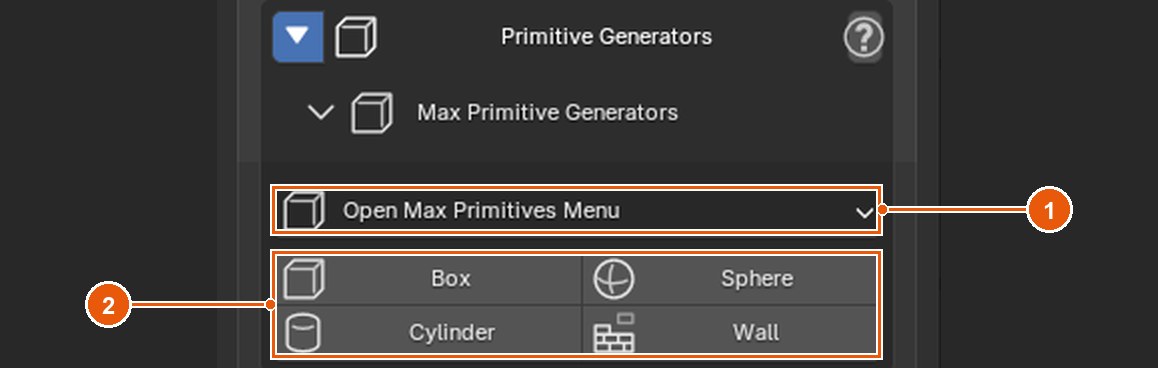 Primitive Generators
?
Max Primitive Generators
Open Max Primitives Menu
1
Box
Sphere
2
Cylinder
Wall